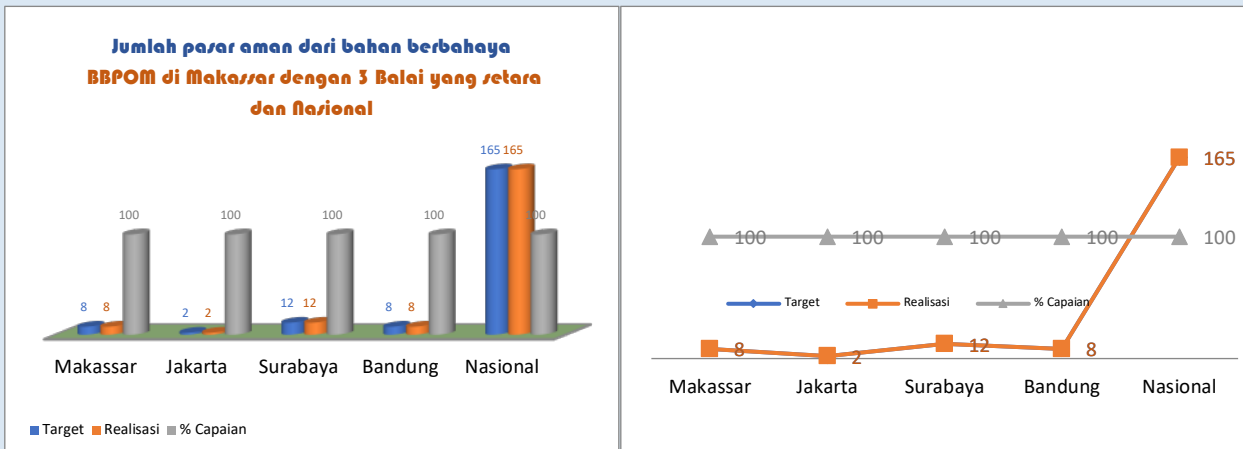 Jumlah pasar aman dari bahan berbahaya
BBPOM di Makassar dengan 3 Balai yang setara
dan Nasional
165 165
100 100 100 100 100
8 8 2 2 12 12 8 8
Makassar Jakarta Surabaya Bandung Nasional
Target Realisasi % Capaian
165
100 100 100 100 100
Target Realisasi % Capaian
8 2 12 8
Makassar Jakarta Surabaya Bandung Nasional